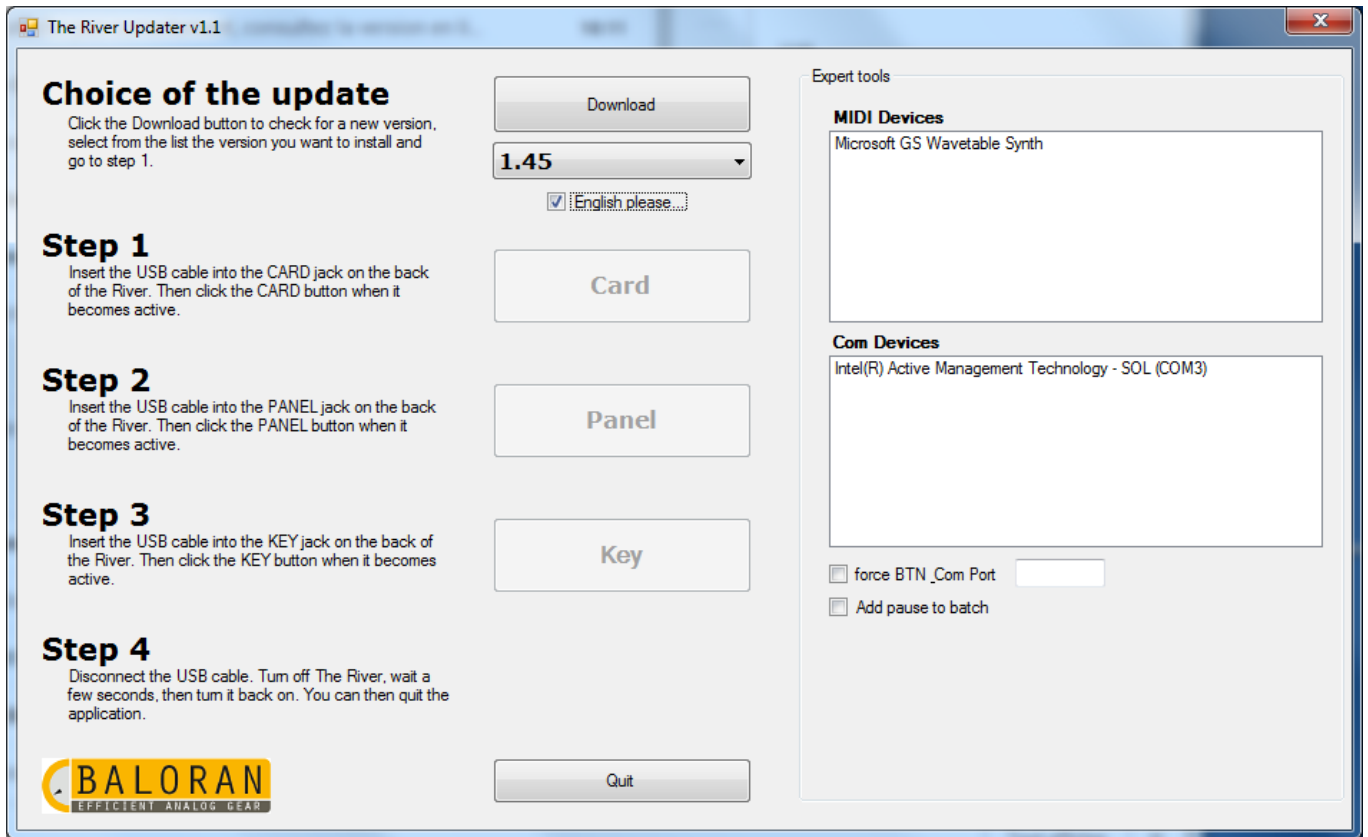 The River Updater v1.1
Choice of the update
Click the Download button to check for a new version,
select from the list the version you want to install and
go to step 1.
Download
1.45
English please...
Step 1
Insert the USB cable into the CARD jack on the back
of the River. Then click the CARD button when it
becomes active.
Card
Step 2
Insert the USB cable into the PANEL jack on the back
of the River. Then click the PANEL button when it
becomes active.
Panel
Step 3
Insert the USB cable into the KEY jack on the back of
the River. Then click the KEY button when it becomes
active.
Key
Step 4
Disconnect the USB cable. Turn off The River, wait a
few seconds, then turn it back on. You can then quit the
application.
BALORAN
EFFICIENT ANALOG GEAR
Quit
Expert tools
MIDI Devices
Microsoft GS Wavetable Synth
Com Devices
Intel(R) Active Management Technology - SOL (COM3)
force BTN_Com Port
Add pause to batch